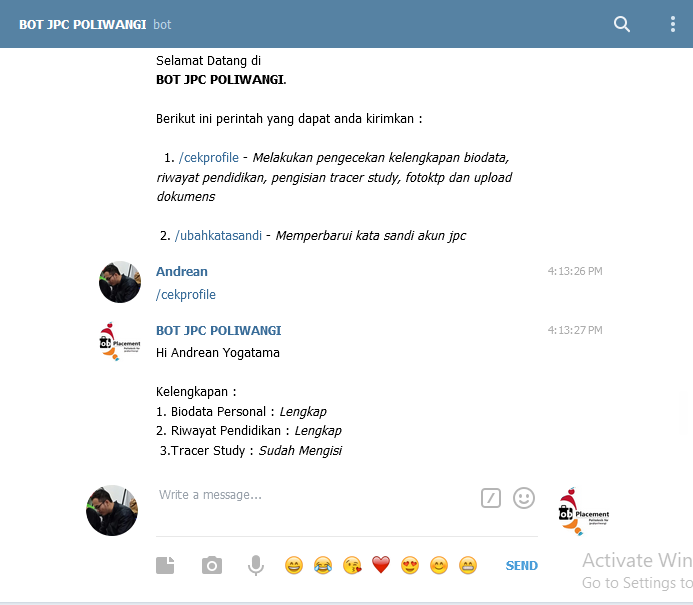 BOT JPC POLIWANGI bot
Selamat Datang di
BOT JPC POLIWANGI.
Berikut ini perintah yang dapat anda kirimkan :
1. /cekprofile - Melakukan pengecekan kelengkapan biodata,
riwayat pendidikan, pengisian tracer study, fotoktp dan upload
dokumens
2. /ubahkatasandi - Memperbarui kata sandi akun jpc
Andrean 4:13:26 PM
/cekprofile
BOT JPC POLIWANGI 4:13:27 PM
Hi Andrean Yogatama
Kelengkapan :
1. Biodata Personal : Lengkap
2. Riwayat Pendidikan : Lengkap
3.Tracer Study : Sudah Mengisi
Write a message...
Placement
SEND
Activate Win
Go to Settings to